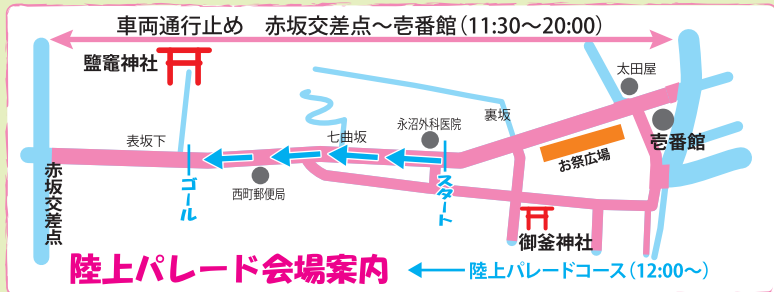 車両通行止め 赤坂交差点～壱番館(11:30～20:00)
鹽竈神社
太田屋
永沼外科医院
裏坂
表坂下
七曲坂
壱番館
お祭広場
赤坂交差点
ゴール
西町郵便局
スタート
御釜神社
陸上パレード会場案内
陸上パレードコース(12:00～)